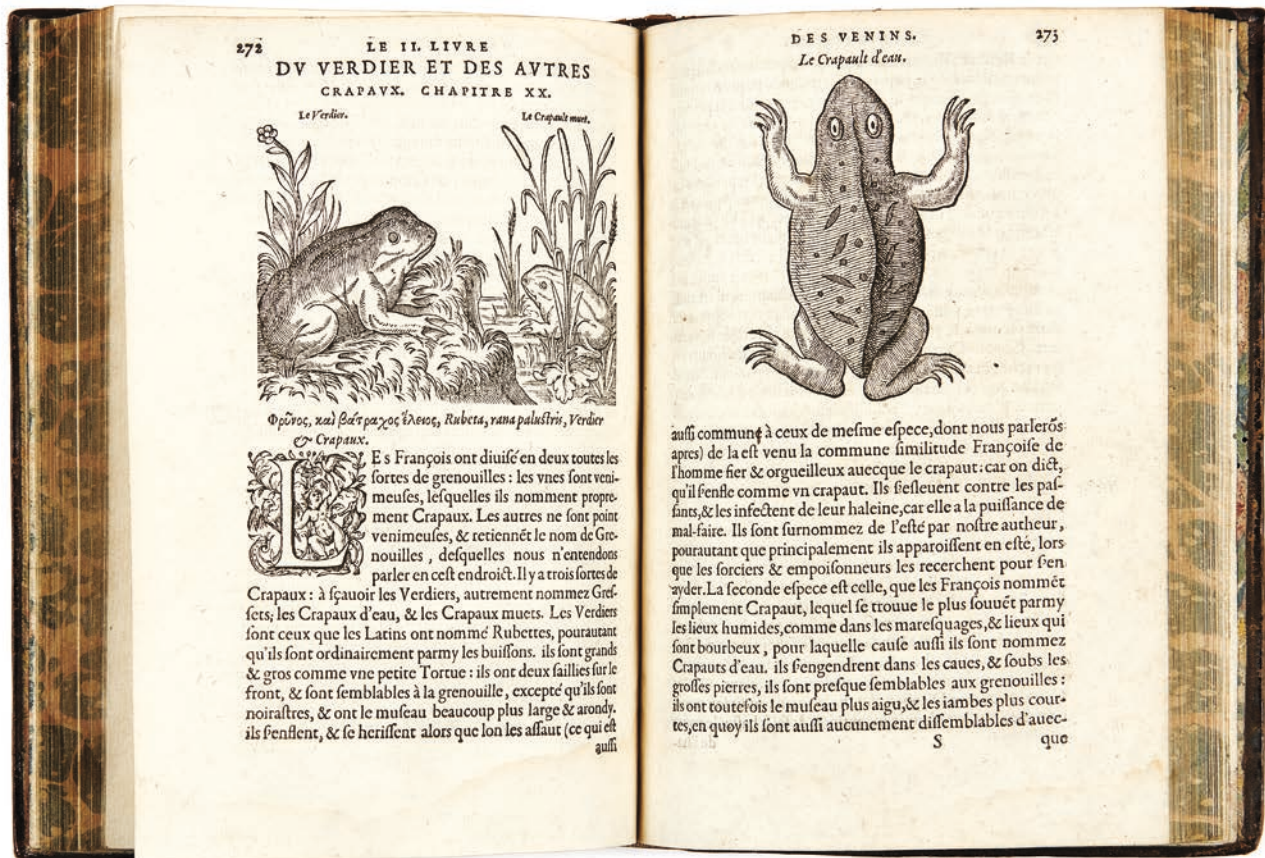 272
LE II. LIVRE
DV VERDIER ET DES AVTRES
CRAPAVX. CHAPITRE XX.
Le Verdier.
Le Crapault muet.
Φρῦνος, καὶ βάτραχος ἕλειος, Rubeta, rana palustris, Verdier
& Crapaux.
LEs François ont diuisé en deux toutes les
sortes de grenouilles : les vnes sont veni-
meuses, lesquelles ils nomment propre-
ment Crapaux. Les autres ne sont point
venimeuses, & retiennẽt le nom de Gre-
nouilles , desquelles nous n'entendons
parler en cest endroict. Il y a trois sortes de
Crapaux : à sçauoir les Verdiers, autrement nommez Gres-
sets; les Crapaux d'eau, & les Crapaux muets. Les Verdiers
sont ceux que les Latins ont nommé Rubettes, pourautant
qu'ils sont ordinairement parmy les buissons. ils sont grands
& gros comme vne petite Tortue : ils ont deux saillies sur le
front, & sont semblables à la grenouille, excepté qu'ils sont
noirastres, & ont le museau beaucoup plus large & arondy.
ils s'enflent, & se herissent alors que lon les assaut (ce qui est
aussi
DES VENINS.
273
Le Crapault d'eau.
aussi commune à ceux de mesme espece, dont nous parlerõs
apres) de la est venu la commune similitude Françoise de
l'homme fier & orgueilleux auecque le crapaut: car on dict,
qu'il s'enfle comme vn crapaut. Ils s'esleuent contre les pas-
sants, & les infectent de leur haleine, car elle a la puissance de
mal-faire. Ils sont surnommez de l'esté par nostre autheur,
pourautant que principalement ils apparoissent en esté, lors
que les sorciers & empoisonneurs les recerchent pour s'en
ayder. La seconde espece est celle, que les François nommẽt
simplement Crapaut, lequel se trouue le plus souuẽt parmy
les lieux humides, comme dans les maresquages, & lieux qui
sont bourbeux , pour laquelle cause aussi ils sont nommez
Crapauts d'eau. ils s'engendrent dans les caues, & soubs les
grosses pierres, ils sont presque semblables aux grenouilles :
ils ont toutefois le museau plus aigu, & les iambes plus cour-
tes, en quoy ils sont aussi aucunement dissemblables d'auec-
S
que